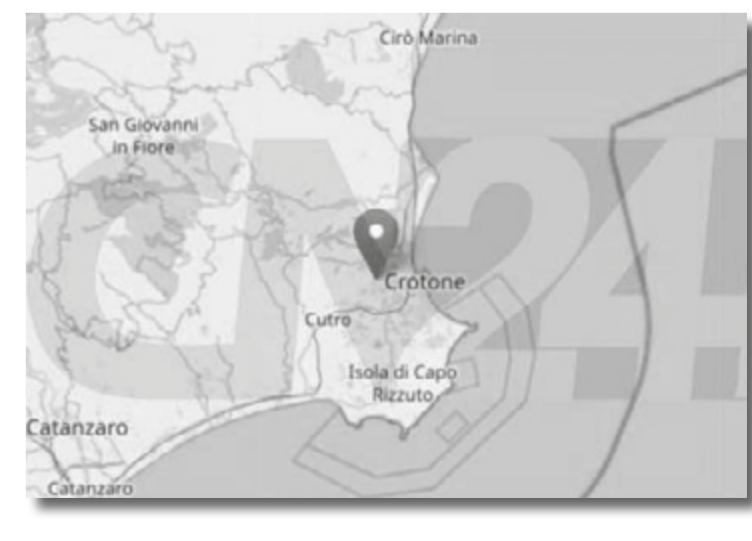 Cirò Marina
San Giovanni
in Fiore
Crotone
Cutro
Isola di Capo
Rizzuto
Catanzaro
Catanzaro
CN24